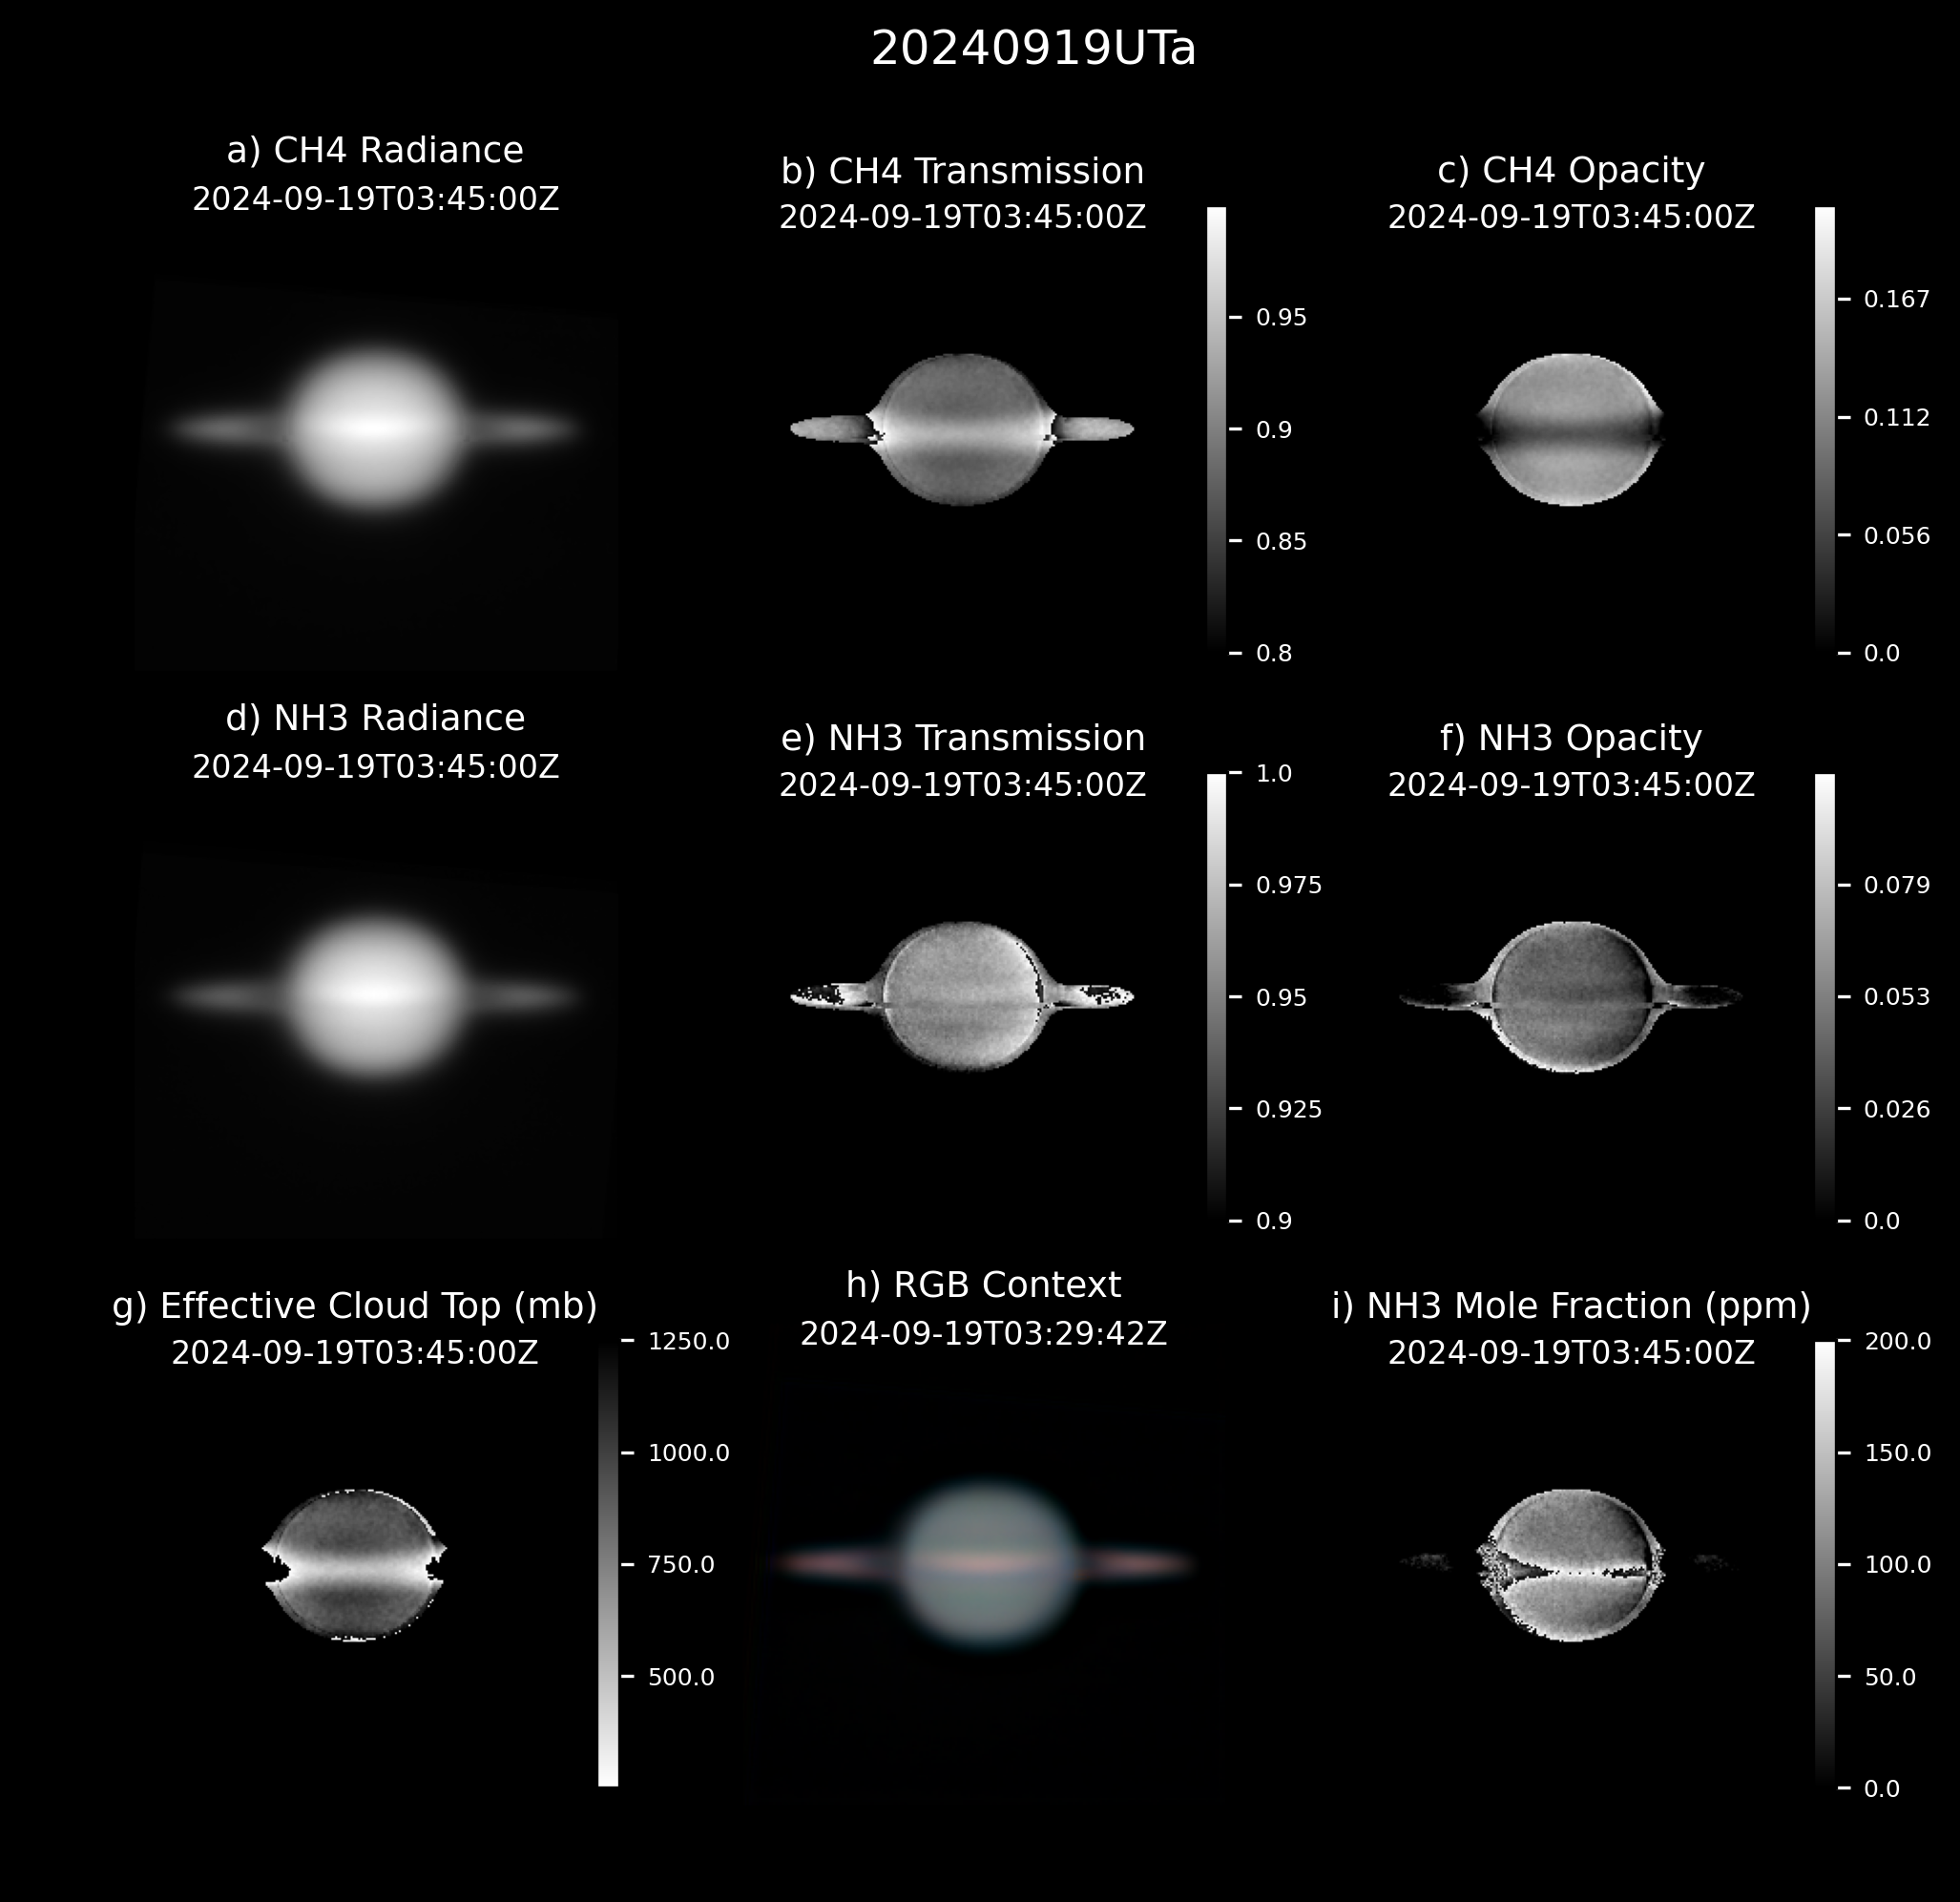 20240919UTa
a) CH4 Radiance
2024-09-19T03:45:00Z
b) CH4 Transmission
2024-09-19T03:45:00Z
0.95
0.9
0.85
0.8
c) CH4 Opacity
2024-09-19T03:45:00Z
0.167
0.112
0.056
0.0
d) NH3 Radiance
2024-09-19T03:45:00Z
e) NH3 Transmission
2024-09-19T03:45:00Z
1.0
0.975
0.95
0.925
0.9
f) NH3 Opacity
2024-09-19T03:45:00Z
0.079
0.053
0.026
0.0
g) Effective Cloud Top (mb)
2024-09-19T03:45:00Z
1250.0
1000.0
750.0
500.0
h) RGB Context
2024-09-19T03:29:42Z
i) NH3 Mole Fraction (ppm)
2024-09-19T03:45:00Z
200.0
150.0
100.0
50.0
0.0